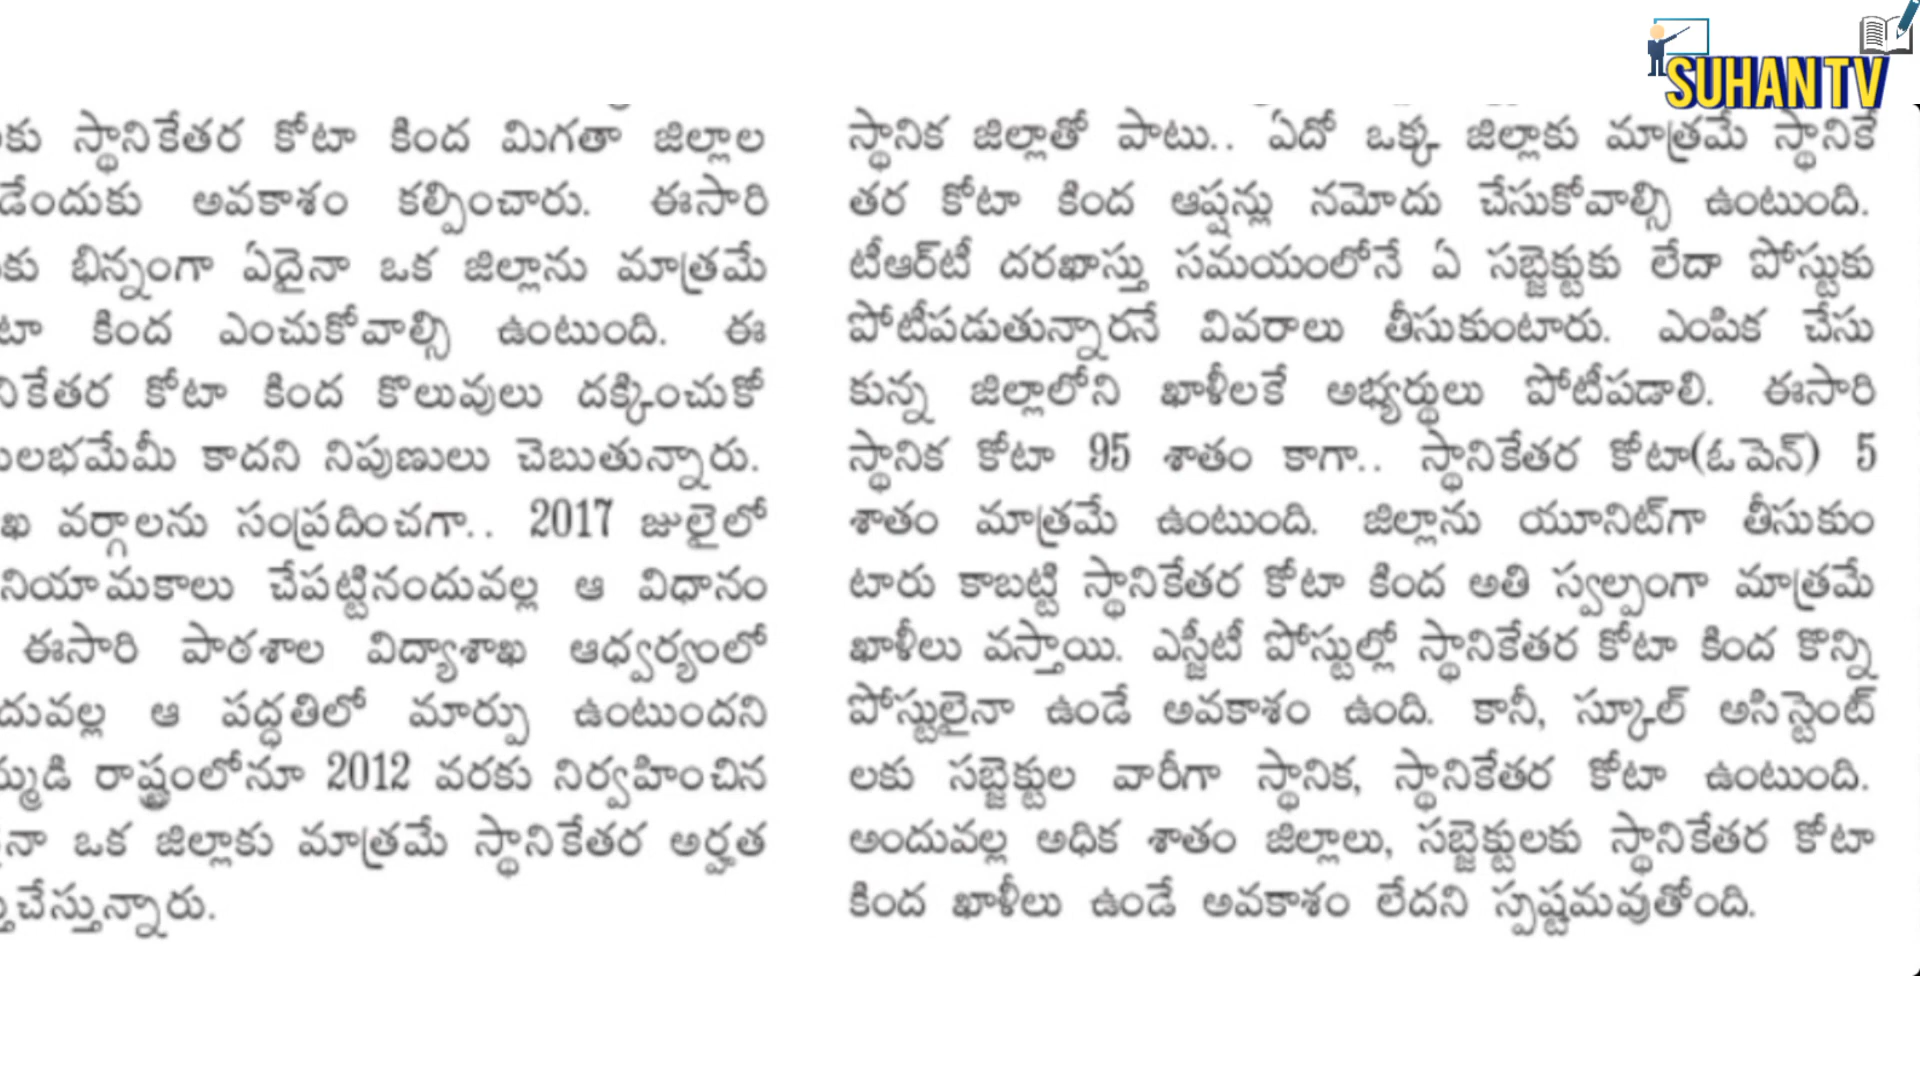 SUHAN TV
కు స్థానికేతర కోటా కింద మిగతా జిల్లాల
డేందుకు అవకాశం కల్పించారు. ఈసారి
కు భిన్నంగా ఏదైనా ఒక జిల్లాను మాత్రమే
టా కింద ఎంచుకోవాల్సి ఉంటుంది. ఈ
నికేతర కోటా కింద కొలువులు దక్కించుకో
లభమేమీ కాదని నిపుణులు చెబుతున్నారు.
ఖ వర్గాలను సంప్రదించగా.. 2017 జులైలో
నియామకాలు చేపట్టినందువల్ల ఆ విధానం
ఈసారి పాఠశాల విద్యాశాఖ ఆధ్వర్యంలో
దువల్ల ఆ పద్ధతిలో మార్పు ఉంటుందని
మ్మడి రాష్ట్రంలోనూ 2012 వరకు నిర్వహించిన
నా ఒక జిల్లాకు మాత్రమే స్థానికేతర అర్హత
చేస్తున్నారు.
స్థానిక జిల్లాతో పాటు.. ఏదో ఒక్క జిల్లాకు మాత్రమే స్థానికే
తర కోటా కింద ఆప్షన్లు నమోదు చేసుకోవాల్సి ఉంటుంది.
టీఆర్‌టీ దరఖాస్తు సమయంలోనే ఏ సబ్జెక్టుకు లేదా పోస్టుకు
పోటీపడుతున్నారనే వివరాలు తీసుకుంటారు. ఎంపిక చేసు
కున్న జిల్లాలోని ఖాళీలకే అభ్యర్థులు పోటీపడాలి. ఈసారి
స్థానిక కోటా 95 శాతం కాగా.. స్థానికేతర కోటా(ఓపెన్) 5
శాతం మాత్రమే ఉంటుంది. జిల్లాను యూనిట్‌గా తీసుకుం
టారు కాబట్టి స్థానికేతర కోటా కింద అతి స్వల్పంగా మాత్రమే
ఖాళీలు వస్తాయి. ఎస్జీటీ పోస్టుల్లో స్థానికేతర కోటా కింద కొన్ని
పోస్టులైనా ఉండే అవకాశం ఉంది. కానీ, స్కూల్ అసిస్టెంట్
లకు సబ్జెక్టుల వారీగా స్థానిక, స్థానికేతర కోటా ఉంటుంది.
అందువల్ల అధిక శాతం జిల్లాలు, సబ్జెక్టులకు స్థానికేతర కోటా
కింద ఖాళీలు ఉండే అవకాశం లేదని స్పష్టమవుతోంది.